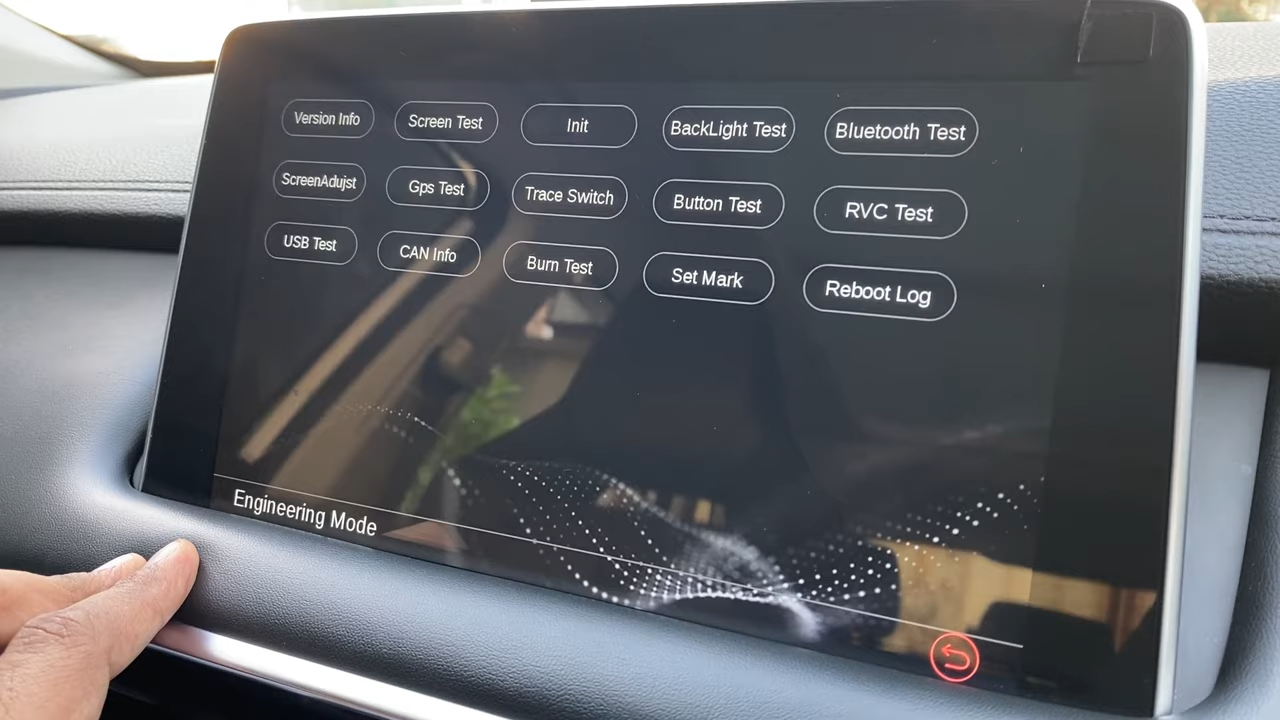 Version Info
Screen Test
Init
BackLight Test
Bluetooth Test
ScreenAdujst
Gps Test
Trace Switch
Button Test
RVC Test
USB Test
CAN Info
Burn Test
Set Mark
Reboot Log
Engineering Mode